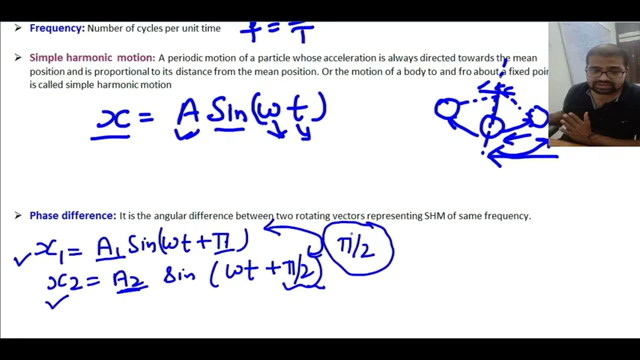 ➢ Frequency: Number of cycles per unit time f = 1/T
➢ Simple harmonic motion: A periodic motion of a particle whose acceleration is always directed towards the mean
position and is proportional to its distance from the mean position. Or the motion of a body to and fro about a fixed poin
is called simple harmonic motion
x = A Sin(ωt)
➢ Phase difference: It is the angular difference between two rotating vectors representing SHM of same frequency.
x₁ = A₁ Sin(ωt + π)
π/2
x₂ = A₂ sin (ωt + π/2)